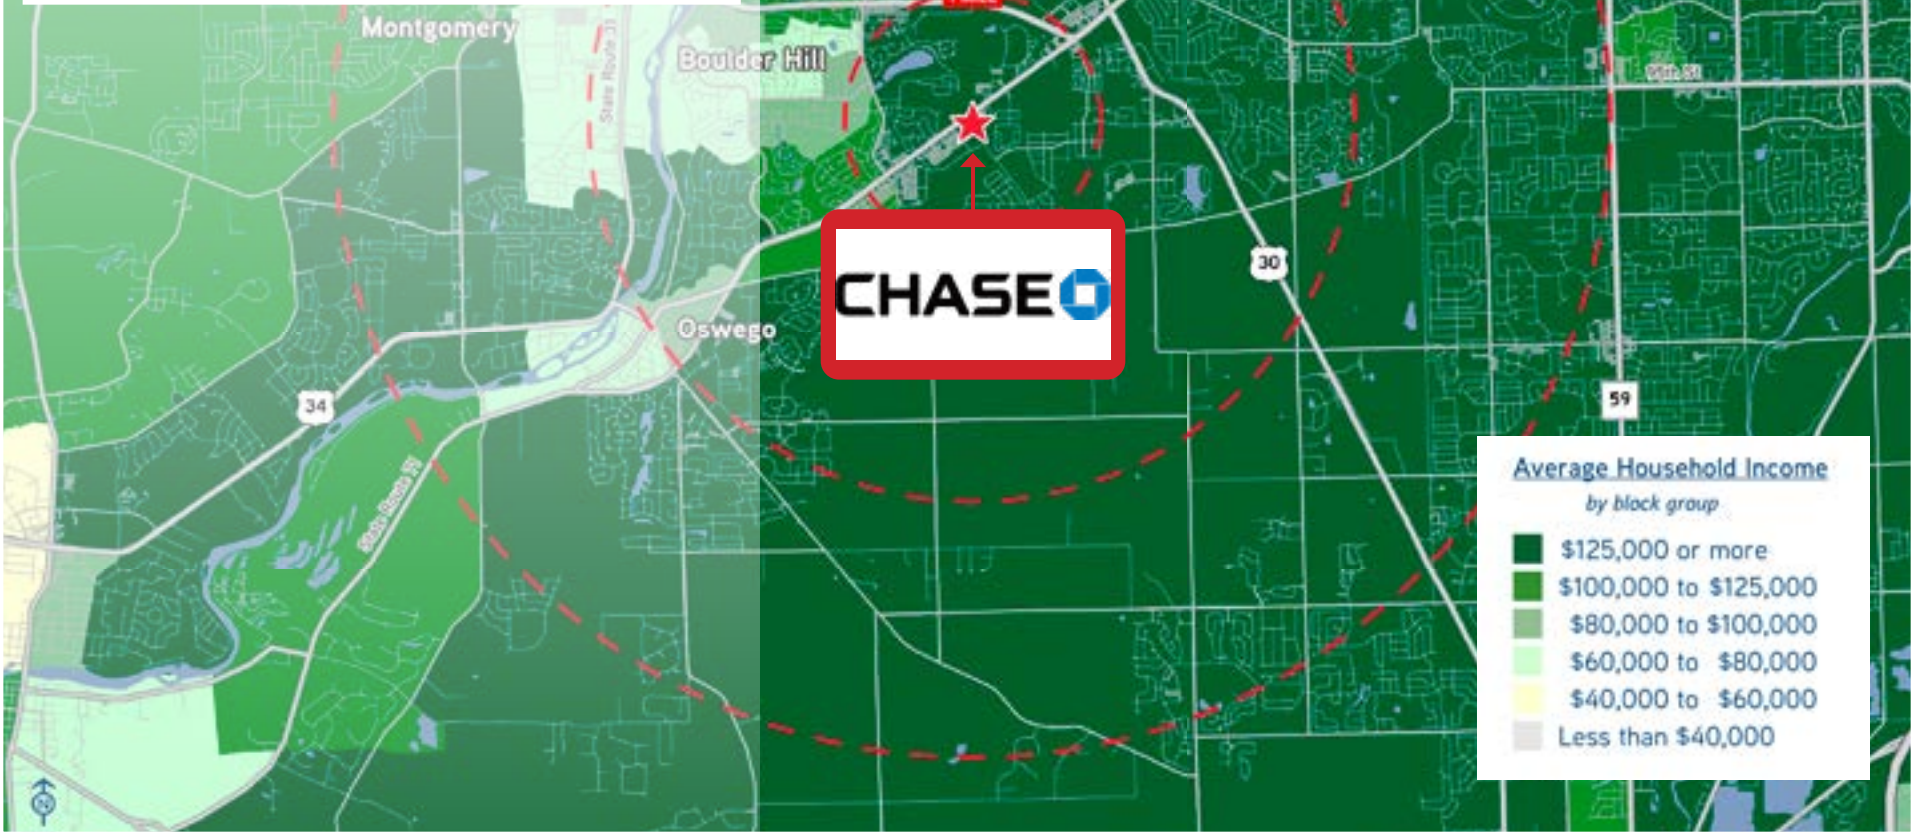 Montgomery
State Route 31
Boulder Hill
95th St
CHASE
30
Oswego
34
59
State Route 71
Average Household Income
by block group
$125,000 or more
$100,000 to $125,000
$80,000 to $100,000
$60,000 to $80,000
$40,000 to $60,000
Less than $40,000
N